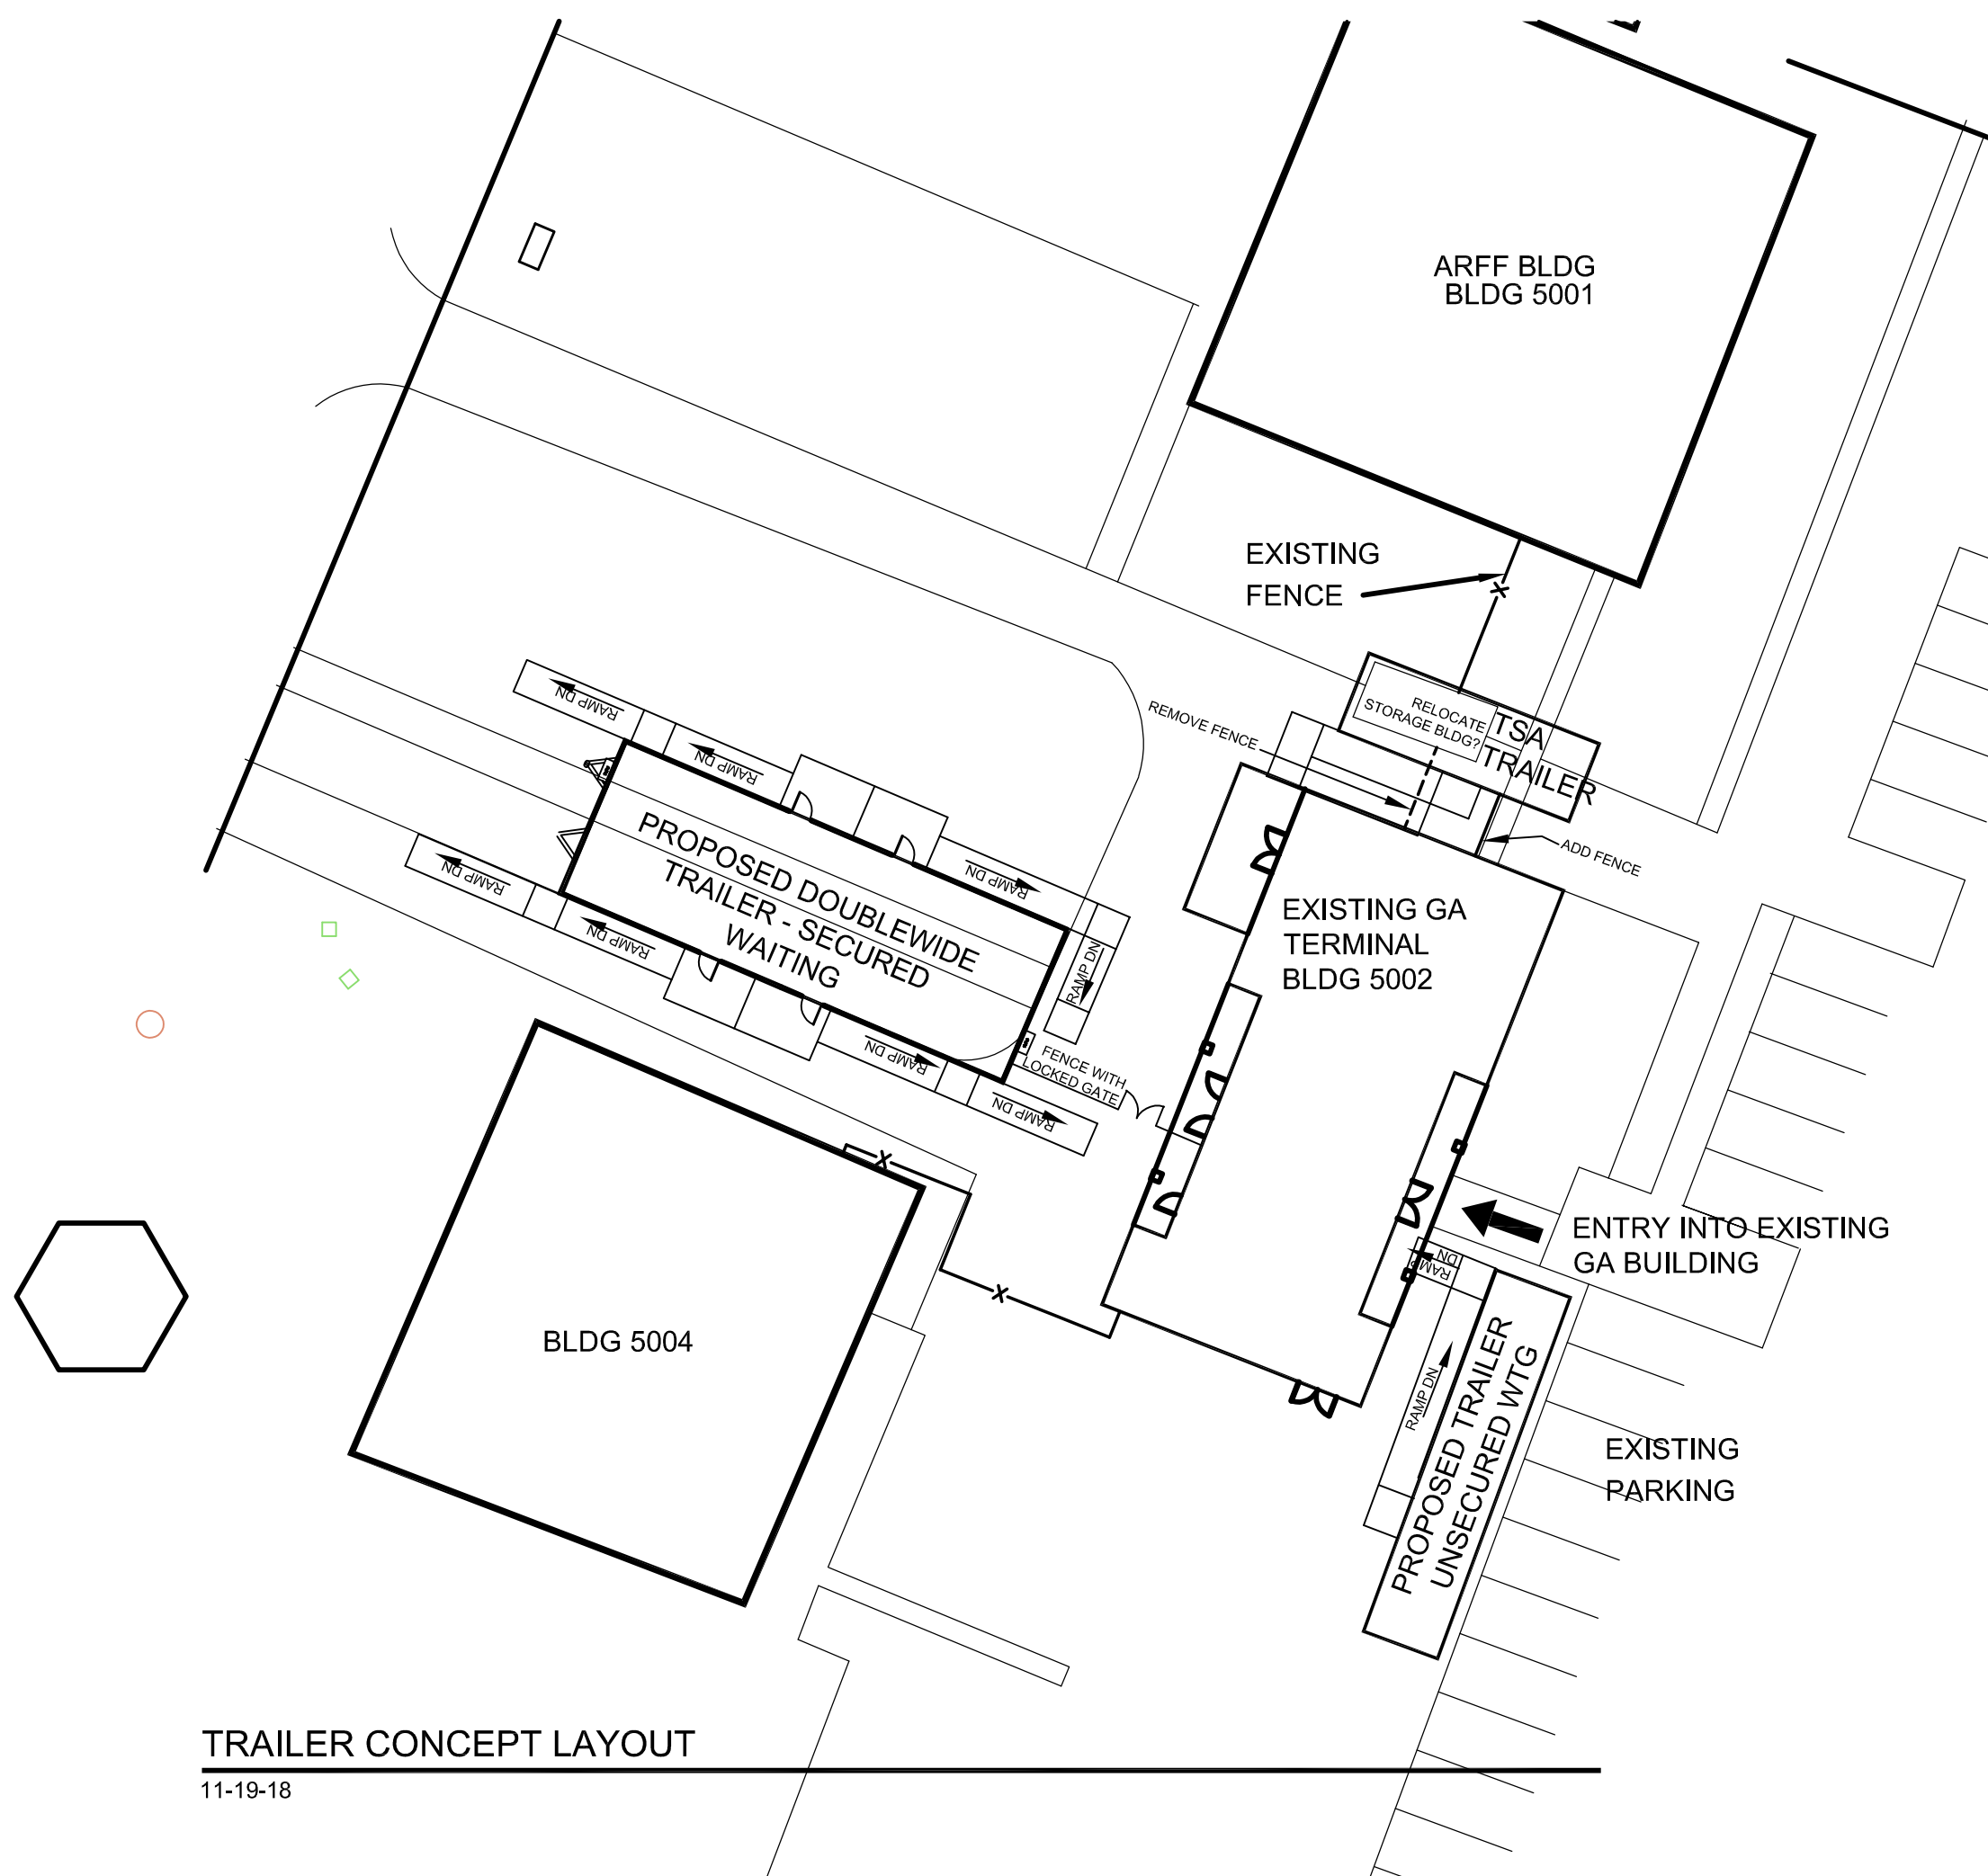 ARFF BLDG
BLDG 5001
EXISTING
FENCE
RELOCATE
STORAGE BLDG?
TSA
TRAILER
REMOVE FENCE
ADD FENCE
RAMP DN
RAMP DN
RAMP DN
RAMP DN
RAMP DN
RAMP DN
RAMP DN
RAMP DN
RAMP DN
PROPOSED DOUBLEWIDE
TRAILER - SECURED
WAITING
EXISTING GA
TERMINAL
BLDG 5002
FENCE WITH
LOCKED GATE
X
X
X
ENTRY INTO EXISTING
GA BUILDING
RAMP
DN
RAMP DN
PROPOSED TRAILER
UNSECURED WTG
BLDG 5004
EXISTING
PARKING
TRAILER CONCEPT LAYOUT
11-19-18